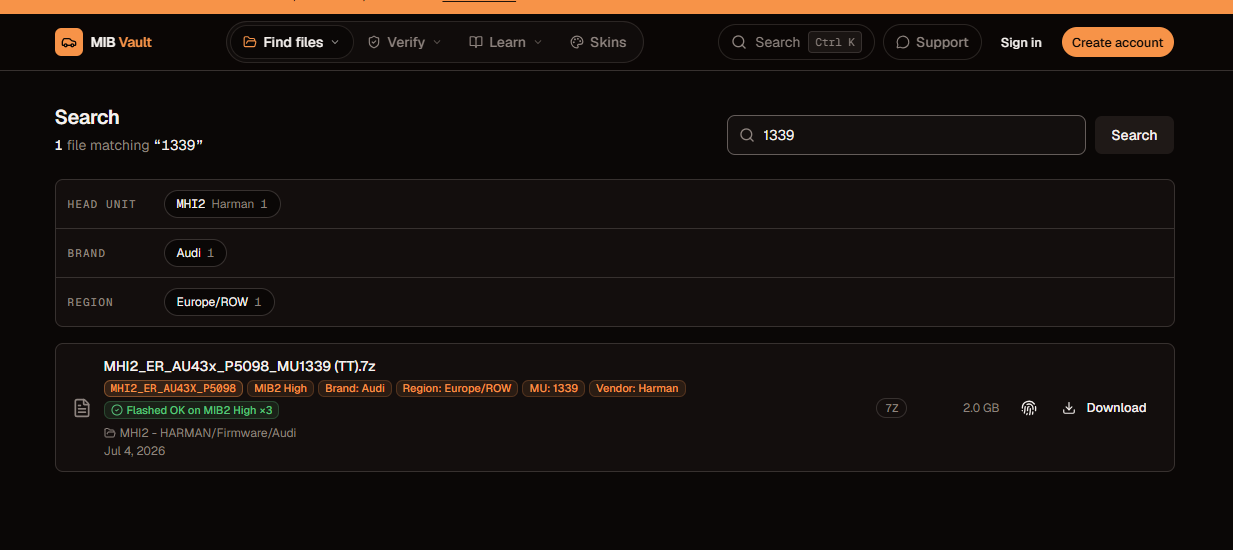 MIB Vault
Find files
Verify
Learn
Skins
Search Ctrl K
Support
Sign in
Create account
Search
1 file matching “1339”
1339
Search
HEAD UNIT
MHI2 Harman 1
BRAND
Audi 1
REGION
Europe/ROW 1
MHI2_ER_AU43x_P5098_MU1339 (TT).7z
MHI2_ER_AU43X_P5098
MIB2 High
Brand: Audi
Region: Europe/ROW
MU: 1339
Vendor: Harman
Flashed OK on MIB2 High ×3
7Z
2.0 GB
Download
MHI2 - HARMAN/Firmware/Audi
Jul 4, 2026